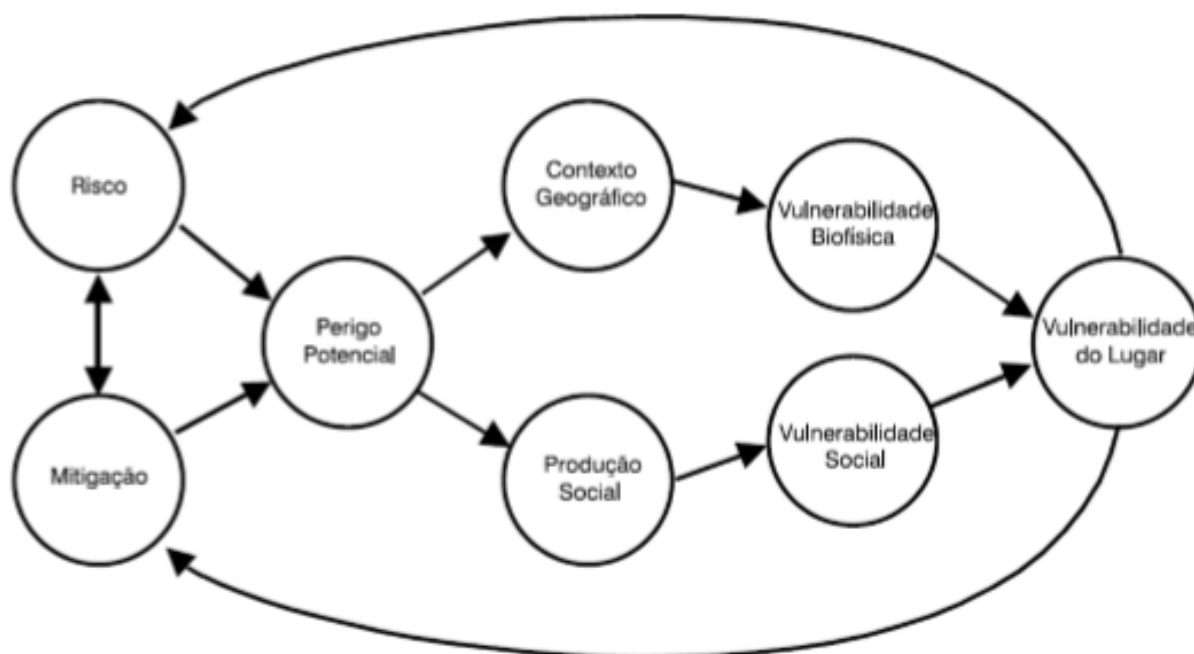 Risco
Contexto
Geográfico
Vulnerabilidade
Biofísica
Perigo
Potencial
Vulnerabilidade
do Lugar
Mitigação
Produção
Social
Vulnerabilidade
Social